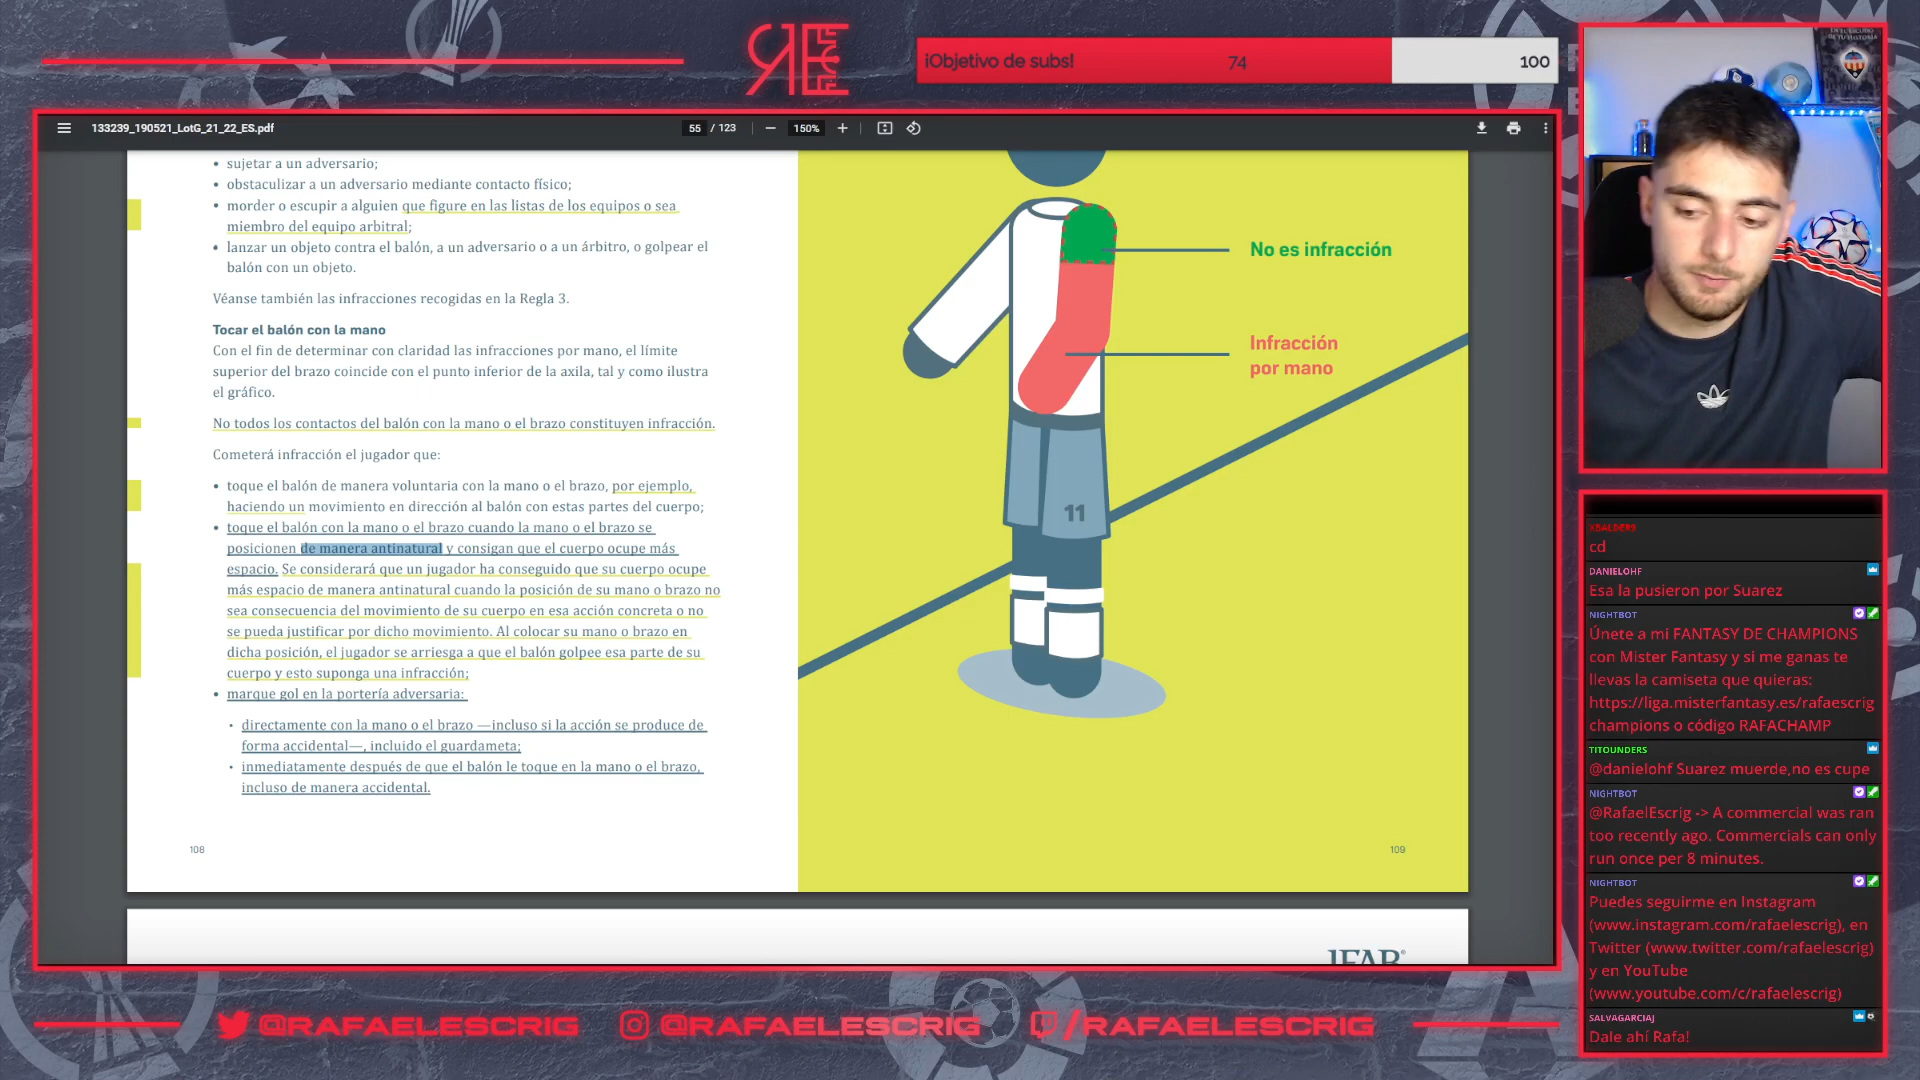 ¡Objetivo de subs!
74
100
133239_190521_LotG_21_22_ES.pdf
55 / 123
150%
• sujetar a un adversario;
• obstaculizar a un adversario mediante contacto físico;
• morder o escupir a alguien que figure en las listas de los equipos o sea
miembro del equipo arbitral;
• lanzar un objeto contra el balón, a un adversario o a un árbitro, o golpear el
balón con un objeto.
Véanse también las infracciones recogidas en la Regla 3.
Tocar el balón con la mano
Con el fin de determinar con claridad las infracciones por mano, el límite
superior del brazo coincide con el punto inferior de la axila, tal y como ilustra
el gráfico.
No todos los contactos del balón con la mano o el brazo constituyen infracción.
Cometerá infracción el jugador que:
• toque el balón de manera voluntaria con la mano o el brazo, por ejemplo,
haciendo un movimiento en dirección al balón con estas partes del cuerpo;
• toque el balón con la mano o el brazo cuando la mano o el brazo se
posicionen de manera antinatural y consigan que el cuerpo ocupe más
espacio. Se considerará que un jugador ha conseguido que su cuerpo ocupe
más espacio de manera antinatural cuando la posición de su mano o brazo no
sea consecuencia del movimiento de su cuerpo en esa acción concreta o no
se pueda justificar por dicho movimiento. Al colocar su mano o brazo en
dicha posición, el jugador se arriesga a que el balón golpee esa parte de su
cuerpo y esto suponga una infracción;
• marque gol en la portería adversaria:
• directamente con la mano o el brazo —incluso si la acción se produce de
forma accidental—, incluido el guardameta;
• inmediatamente después de que el balón le toque en la mano o el brazo,
incluso de manera accidental.
108
No es infracción
Infracción
por mano
11
109
IFAB
XBALDER9
cd
DANIELOHF
Esa la pusieron por Suarez
NIGHTBOT
Únete a mi FANTASY DE CHAMPIONS
con Mister Fantasy y si me ganas te
llevas la camiseta que quieras:
https://liga.misterfantasy.es/rafaescrig
champions o código RAFACHAMP
TITOUNDERS
@danielohf Suarez muerde,no es cupe
NIGHTBOT
@RafaelEscrig -> A commercial was ran
too recently ago. Commercials can only
run once per 8 minutes.
NIGHTBOT
Puedes seguirme en Instagram
(www.instagram.com/rafaelescrig), en
Twitter (www.twitter.com/rafaelescrig)
y en YouTube
(www.youtube.com/c/rafaelescrig)
SALVAGARCIAJ
Dale ahí Rafa!
@RAFAELESCRIG
@RAFAELESCRIG
/RAFAELESCRIG